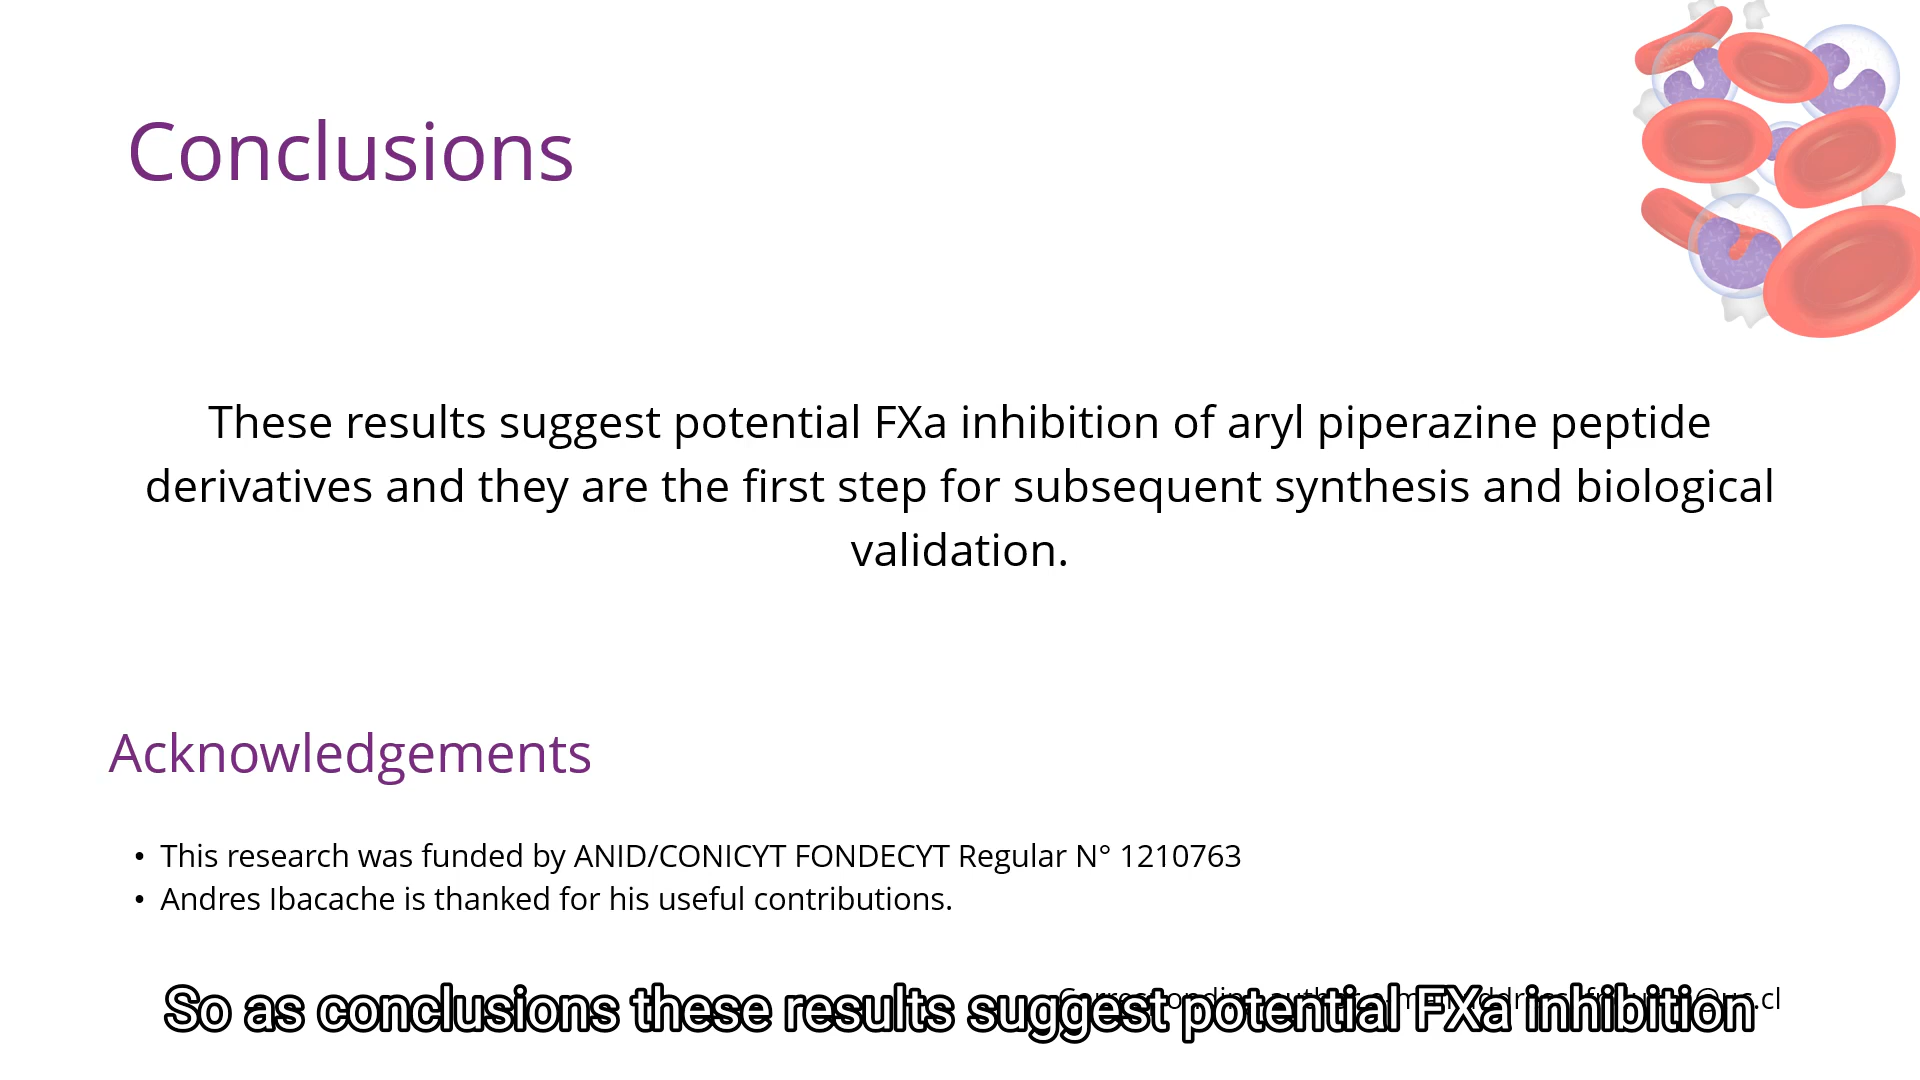 Conclusions
These results suggest potential FXa inhibition of aryl piperazine peptide
derivatives and they are the first step for subsequent synthesis and biological
validation.
Acknowledgements
• This research was funded by ANID/CONICYT FONDECYT Regular N° 1210763
• Andres Ibacache is thanked for his useful contributions.
So as conclusions these results suggest potential FXa inhibition